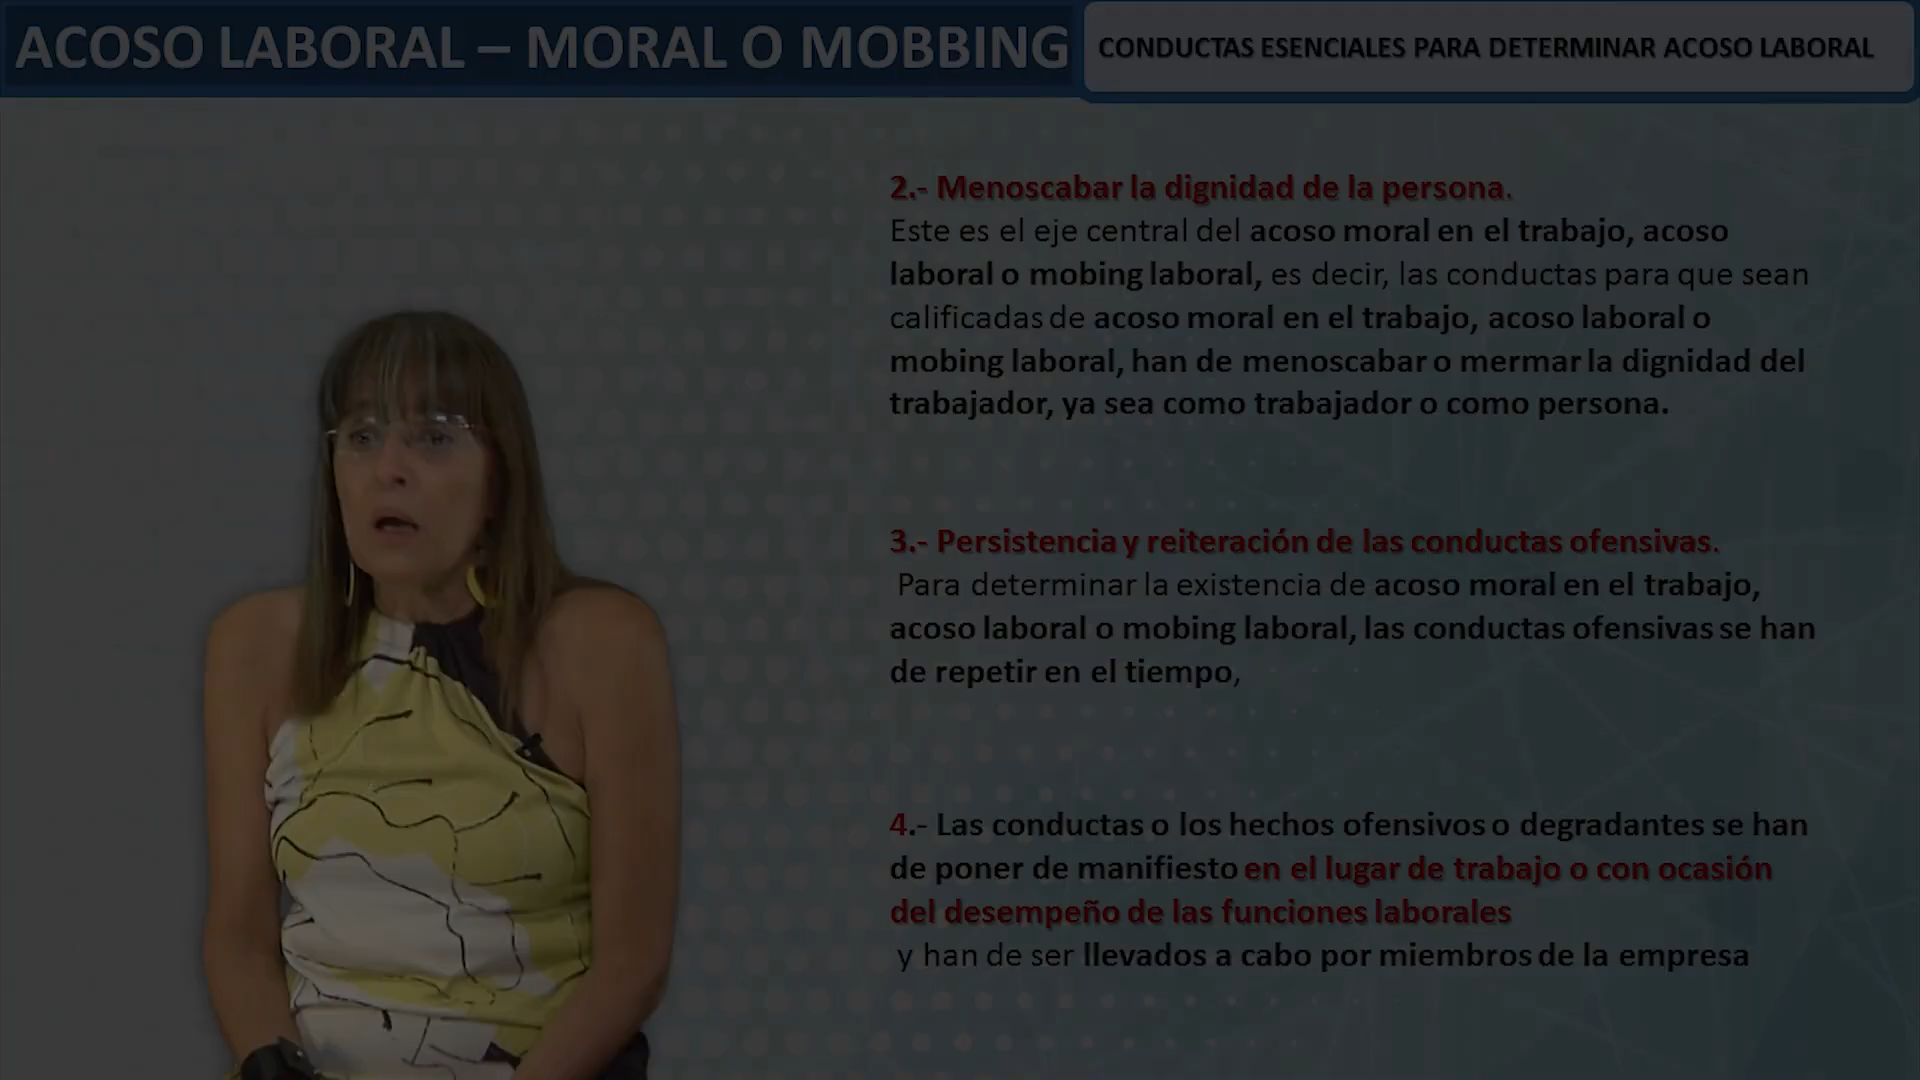 ACOSO LABORAL – MORAL O MOBBING
CONDUCTAS ESENCIALES PARA DETERMINAR ACOSO LABORAL
2.- Menoscabar la dignidad de la persona.
Este es el eje central del acoso moral en el trabajo, acoso
laboral o mobing laboral, es decir, las conductas para que sean
calificadas de acoso moral en el trabajo, acoso laboral o
mobing laboral, han de menoscabar o mermar la dignidad del
trabajador, ya sea como trabajador o como persona.
3.- Persistencia y reiteración de las conductas ofensivas.
Para determinar la existencia de acoso moral en el trabajo,
acoso laboral o mobing laboral, las conductas ofensivas se han
de repetir en el tiempo,
4.- Las conductas o los hechos ofensivos o degradantes se han
de poner de manifiesto en el lugar de trabajo o con ocasión
del desempeño de las funciones laborales
y han de ser llevados a cabo por miembros de la empresa